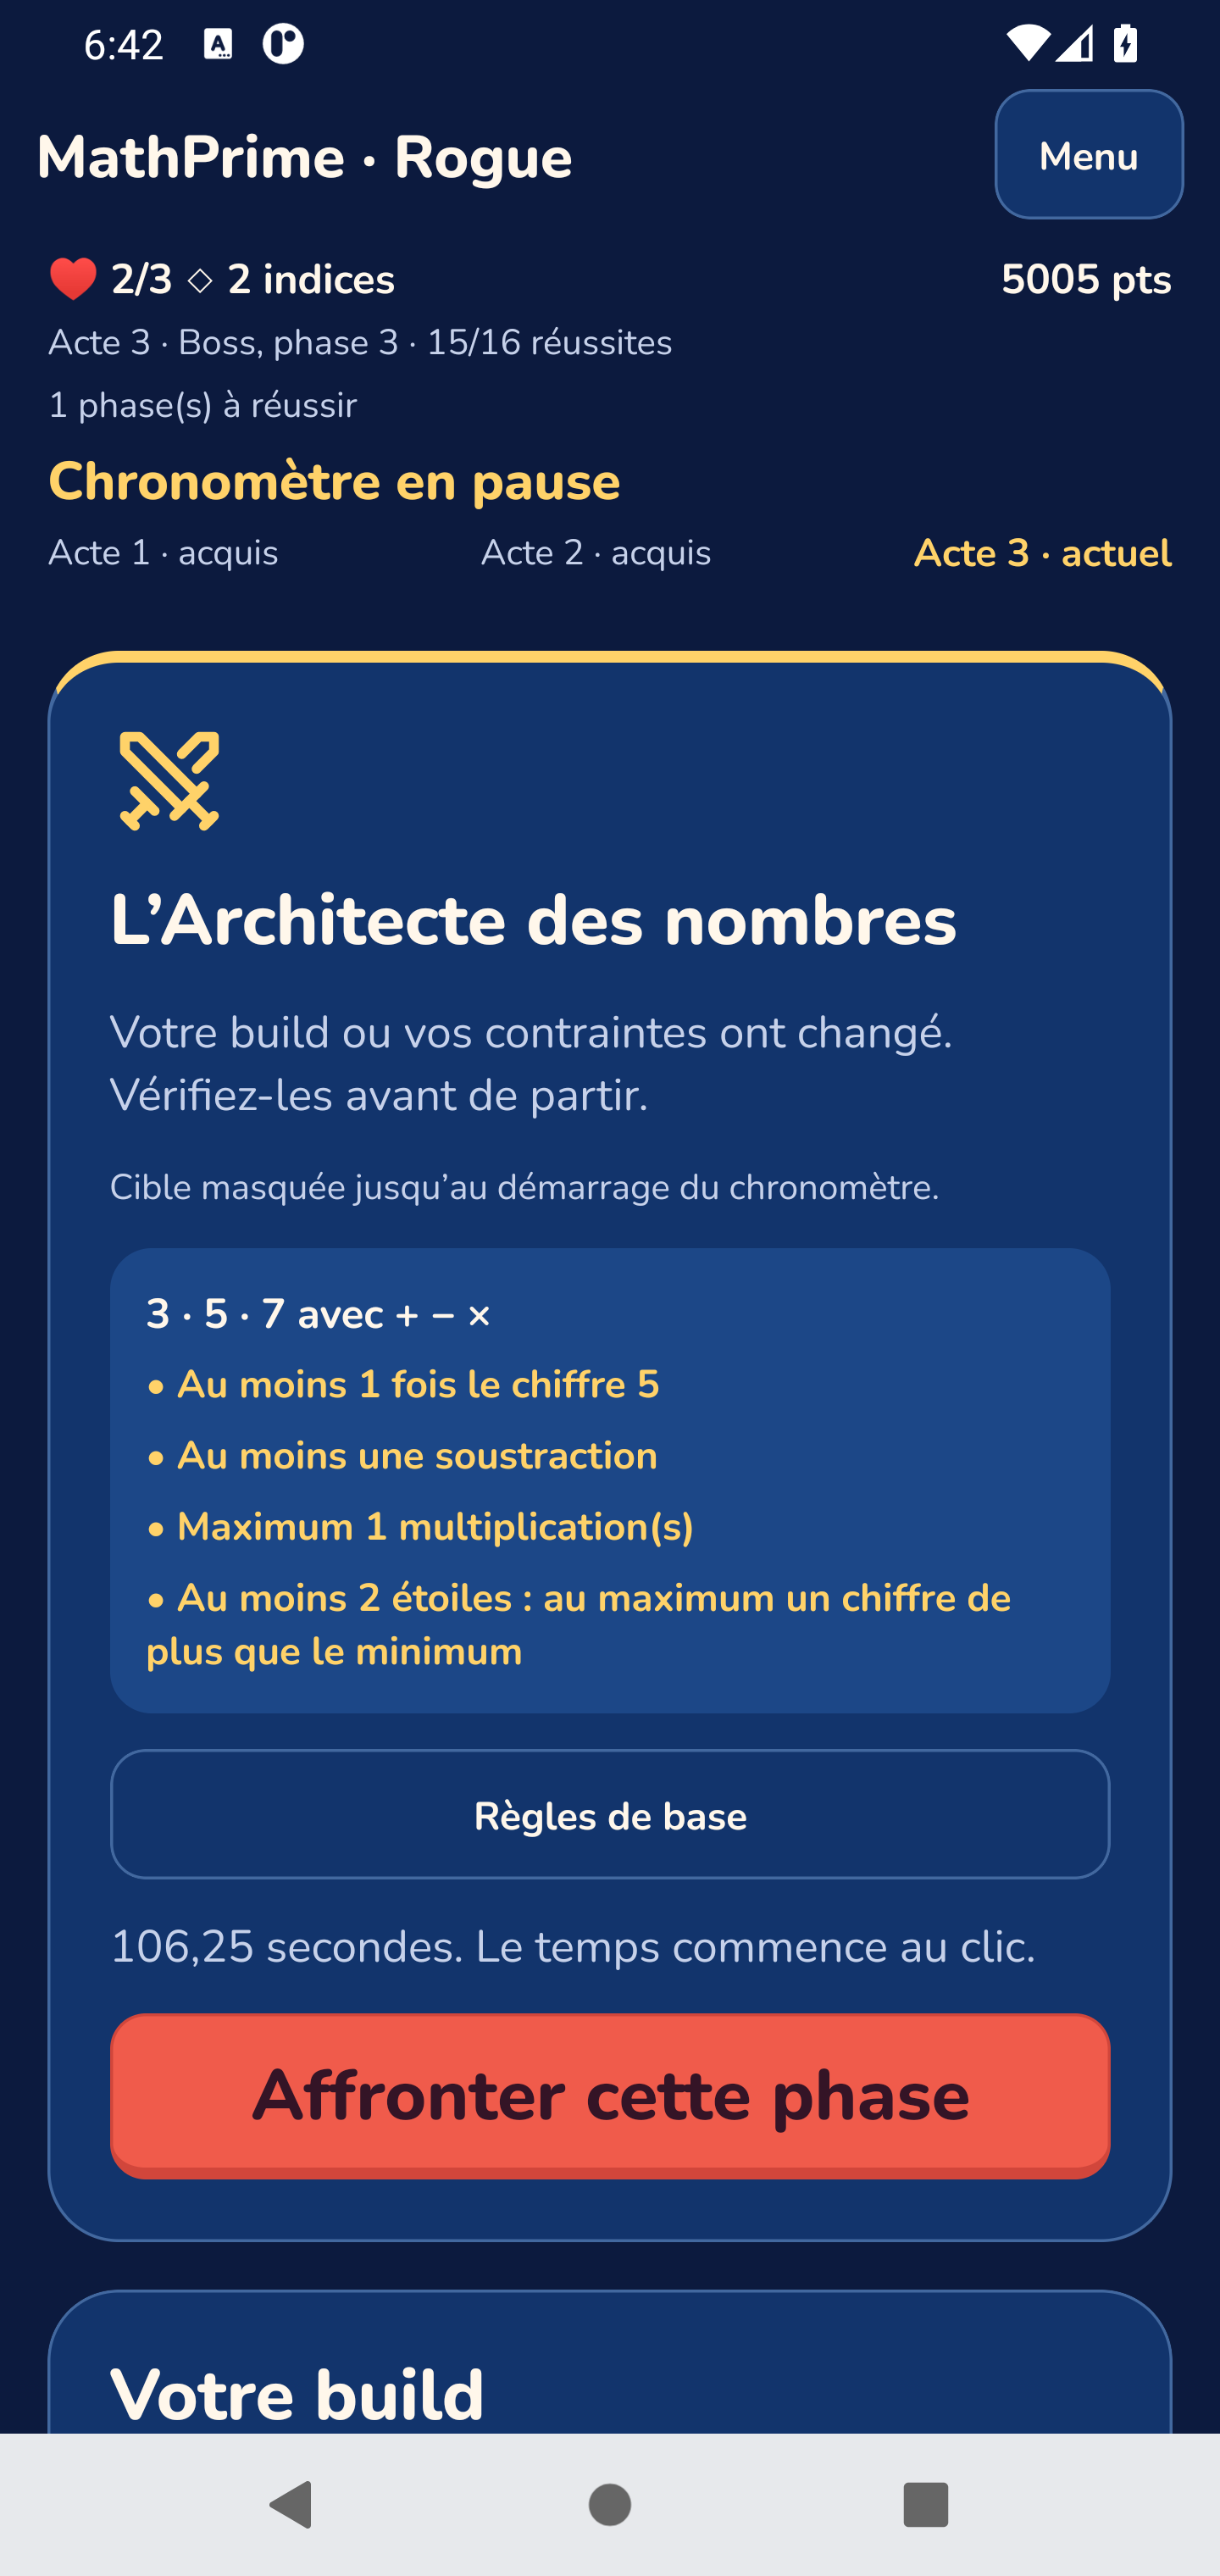 6:42
MathPrime · Rogue
Menu
❤️ 2/3 ◇ 2 indices
5005 pts
Acte 3 · Boss, phase 3 · 15/16 réussites
1 phase(s) à réussir
Chronomètre en pause
Acte 1 · acquis
Acte 2 · acquis
Acte 3 · actuel
L’Architecte des nombres
Votre build ou vos contraintes ont changé.
Vérifiez-les avant de partir.
Cible masquée jusqu’au démarrage du chronomètre.
3 · 5 · 7 avec + − ×
• Au moins 1 fois le chiffre 5
• Au moins une soustraction
• Maximum 1 multiplication(s)
• Au moins 2 étoiles : au maximum un chiffre de
plus que le minimum
Règles de base
106,25 secondes. Le temps commence au clic.
Affronter cette phase
Votre build